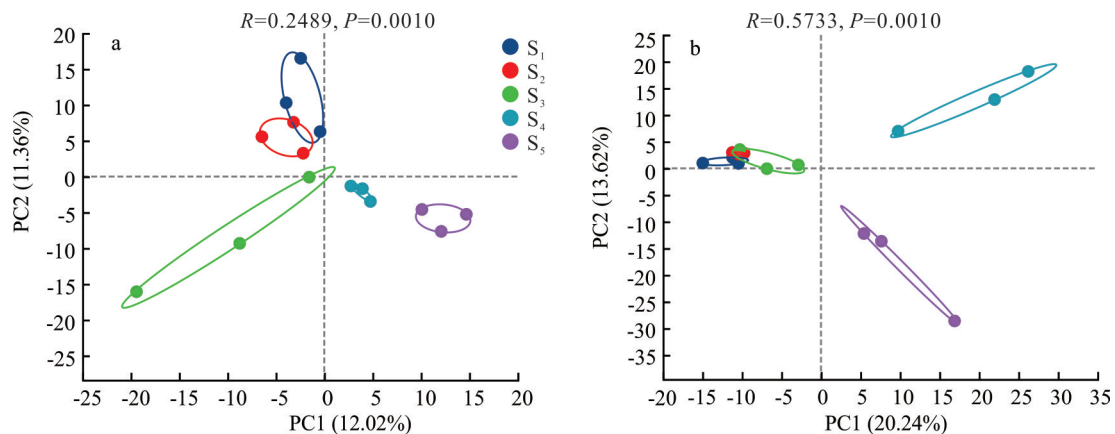 R=0.2489, P=0.0010
a
S1
S2
S3
S4
S5
PC2 (11.36%)
20
15
10
5
0
-5
-10
-15
-20
-25
-25 -20 -15 -10 -5 0 5 10 15 20
PC1 (12.02%)
R=0.5733, P=0.0010
b
PC2 (13.62%)
25
20
15
10
5
0
-5
-10
-15
-20
-25
-30
-35
-20 -15 -10 -5 0 5 10 15 20 25 30 35
PC1 (20.24%)